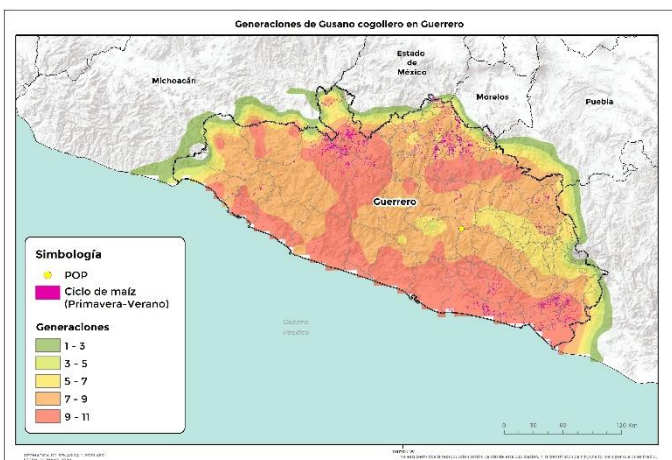 Generaciones de Gusano cogollero en Guerrero
Estado
de
México
Michoacán
Morelos
Puebla
Guerrero
Océano
Pacífico
Simbología
POP
Ciclo de maíz
(Primavera-Verano)
Generaciones
1 - 3
3 - 5
5 - 7
7 - 9
9 - 11
0 30 60 120 Km